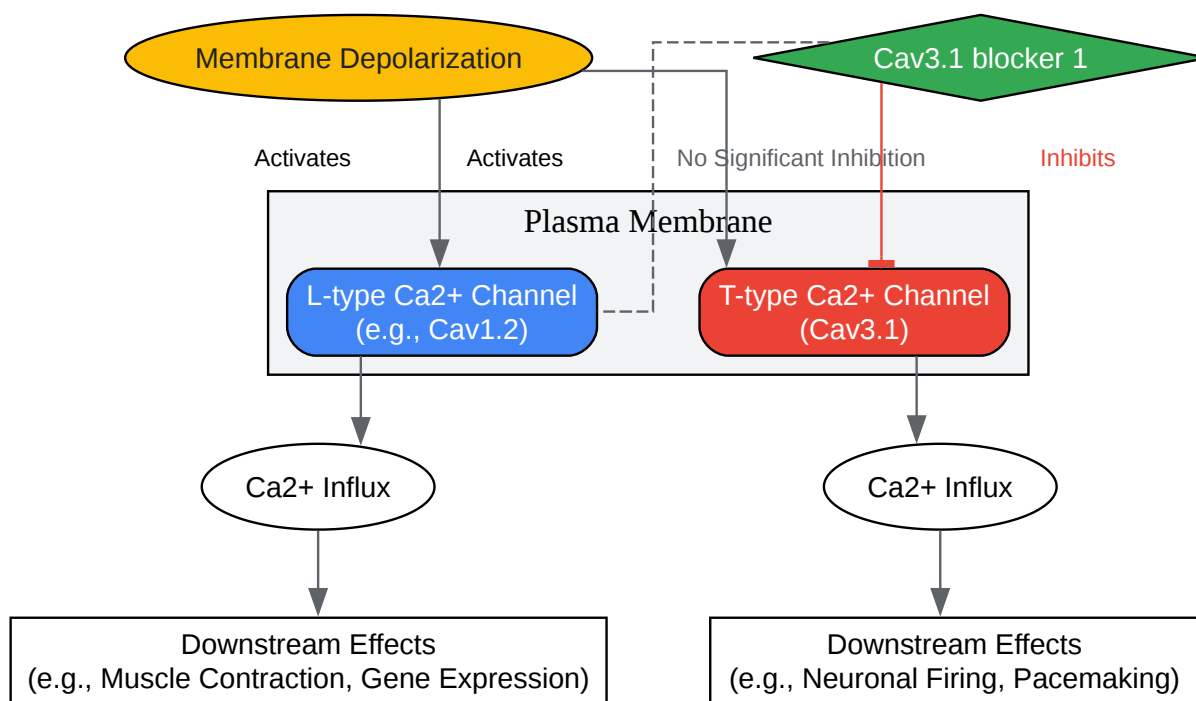 Membrane Depolarization
Cav3.1 blocker 1
Activates
Activates
No Significant Inhibition
Inhibits
Plasma Membrane
L-type Ca2+ Channel
(e.g., Cav1.2)
T-type Ca2+ Channel
(Cav3.1)
Ca2+ Influx
Ca2+ Influx
Downstream Effects
(e.g., Muscle Contraction, Gene Expression)
Downstream Effects
(e.g., Neuronal Firing, Pacemaking)